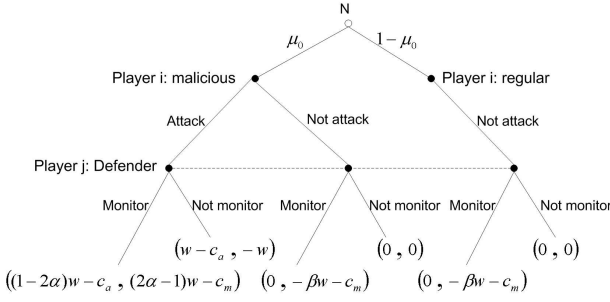 N
μ₀ 1−μ₀
Player i: malicious Player i: regular
Attack Not attack Not attack
Player j: Defender
Monitor Not monitor Monitor Not monitor Monitor Not monitor
(w−cₐ , −w) (0 , 0) (0 , 0)
((1−2α)w−cₐ , (2α−1)w−cₘ) (0 , −βw−cₘ) (0 , −βw−cₘ)